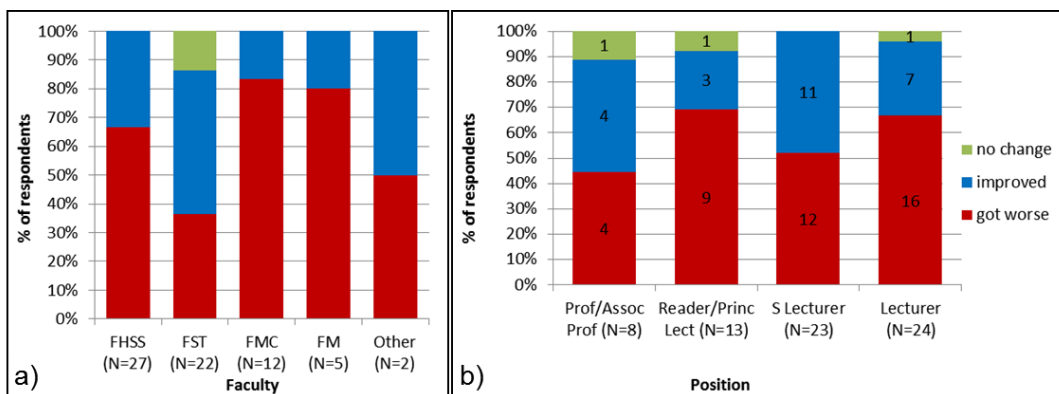 100%
90%
80%
70%
60%
50%
40%
30%
20%
10%
0%
% of respondents
FHSS
(N=27)
FST
(N=22)
FMC
(N=12)
FM
(N=5)
Other
(N=2)
Faculty
a)
100%
90%
80%
70%
60%
50%
40%
30%
20%
10%
0%
% of respondents
1
4
4
1
3
9
11
12
1
7
16
Prof/Assoc
Prof (N=8)
Reader/Princ
Lect (N=13)
S Lecturer
(N=23)
Lecturer
(N=24)
Position
b)
no change
improved
got worse